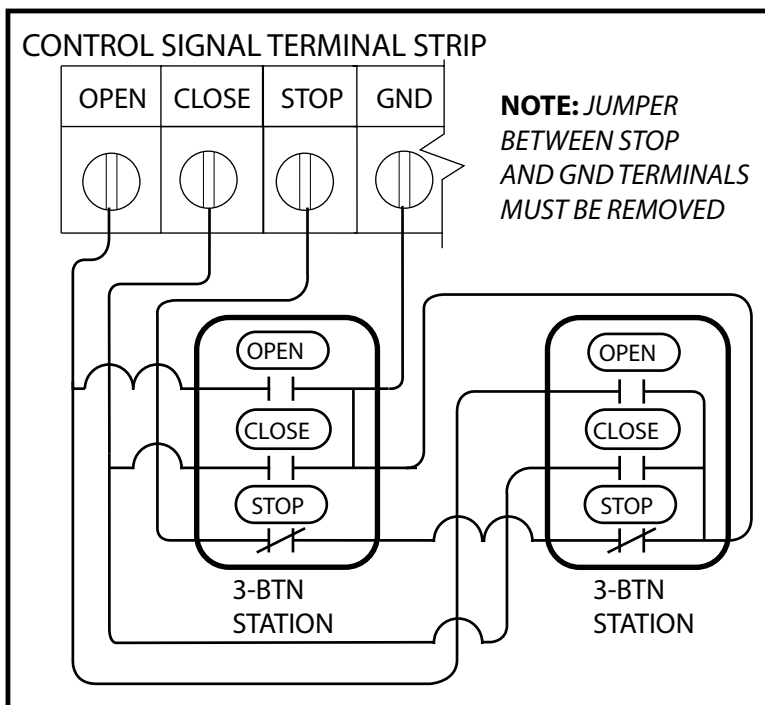 CONTROL SIGNAL TERMINAL STRIP
OPEN CLOSE STOP GND
NOTE: JUMPER
BETWEEN STOP
AND GND TERMINALS
MUST BE REMOVED
OPEN
CLOSE
STOP
3-BTN
STATION
OPEN
CLOSE
STOP
3-BTN
STATION